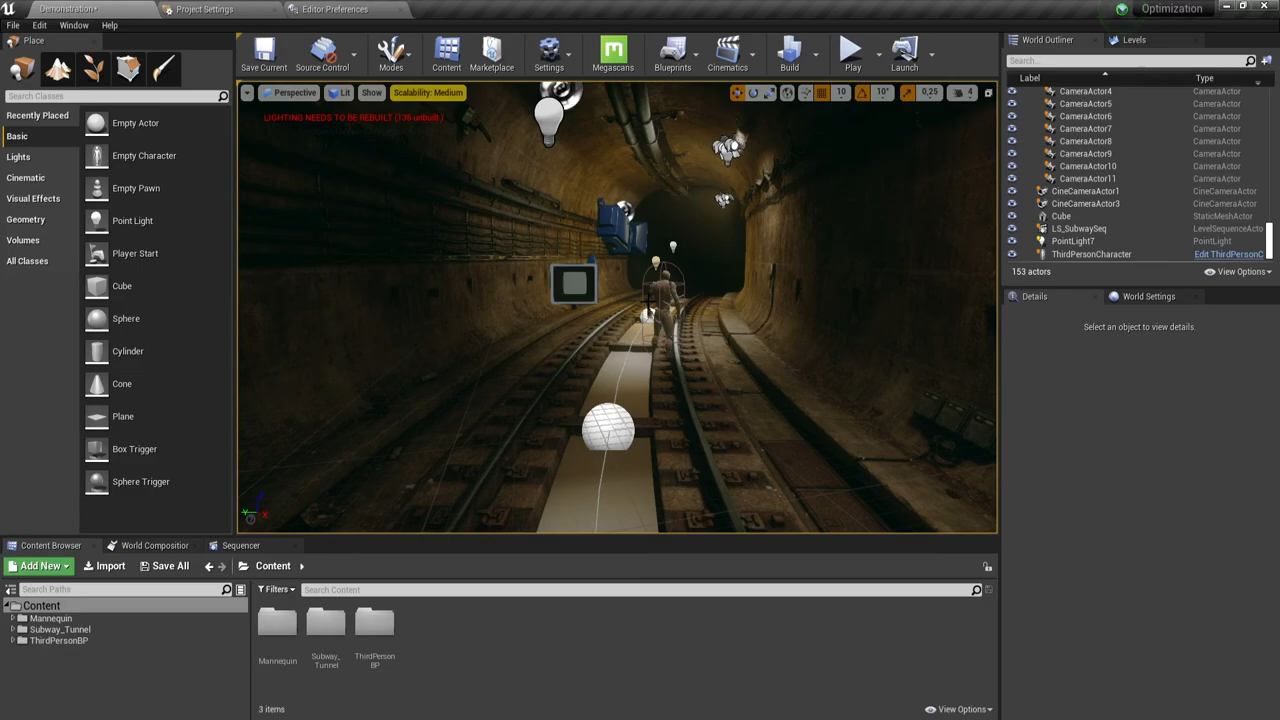 Demonstration*
Project Settings
Editor Preferences
Optimization
File Edit Window Help
Place
Search Classes
Recently Placed
Basic
Lights
Cinematic
Visual Effects
Geometry
Volumes
All Classes
Empty Actor
Empty Character
Empty Pawn
Point Light
Player Start
Cube
Sphere
Cylinder
Cone
Plane
Box Trigger
Sphere Trigger
Save Current
Source Control
Modes
Content
Marketplace
Settings
Megascans
Blueprints
Cinematics
Build
Play
Launch
Perspective
Lit
Show
Scalability: Medium
10
10°
0,25
4
LIGHTING NEEDS TO BE REBUILT (136 unbuilt)
World Outliner
Levels
Search...
Label Type
CameraActor4 CameraActor
CameraActor5 CameraActor
CameraActor6 CameraActor
CameraActor7 CameraActor
CameraActor8 CameraActor
CameraActor9 CameraActor
CameraActor10 CameraActor
CameraActor11 CameraActor
CineCameraActor1 CineCameraActor
CineCameraActor3 CineCameraActor
Cube StaticMeshActor
LS_SubwaySeq LevelSequenceActo
PointLight7 PointLight
ThirdPersonCharacter Edit ThirdPersonC
153 actors
View Options
Details
World Settings
Select an object to view details.
Content Browser
World Compositior
Sequencer
Add New
Import
Save All
Content
Search Paths
Filters
Search Content
Content
Mannequin
Subway_Tunnel
ThirdPersonBP
Mannequin
Subway_
Tunnel
ThirdPerson
BP
3 items
View Options